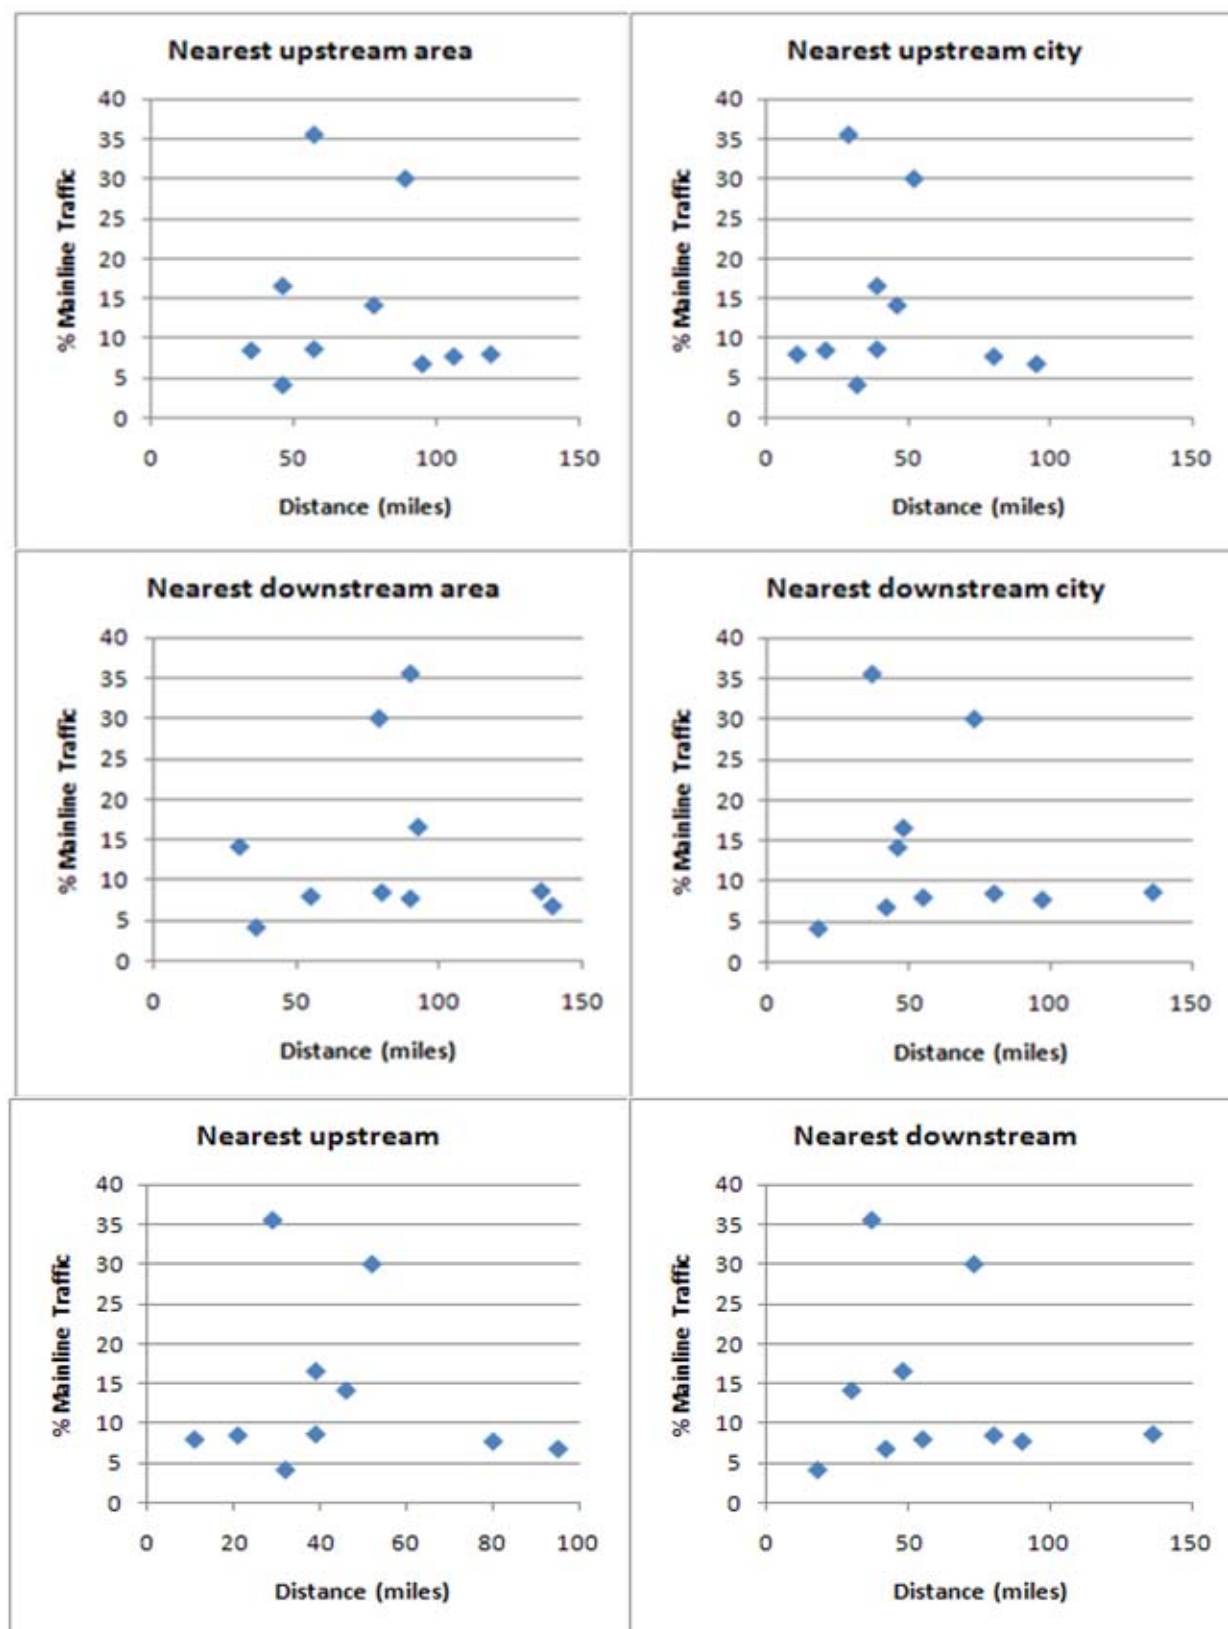 Nearest upstream area
40
35
30
25
20
15
10
5
0
0 50 100 150
% Mainline Traffic
Distance (miles)
Nearest upstream city
40
35
30
25
20
15
10
5
0
0 50 100 150
% Mainline Traffic
Distance (miles)
Nearest downstream area
40
35
30
25
20
15
10
5
0
0 50 100 150
% Mainline Traffic
Distance (miles)
Nearest downstream city
40
35
30
25
20
15
10
5
0
0 50 100 150
% Mainline Traffic
Distance (miles)
Nearest upstream
40
35
30
25
20
15
10
5
0
0 20 40 60 80 100
% Mainline Traffic
Distance (miles)
Nearest downstream
40
35
30
25
20
15
10
5
0
0 50 100 150
% Mainline Traffic
Distance (miles)